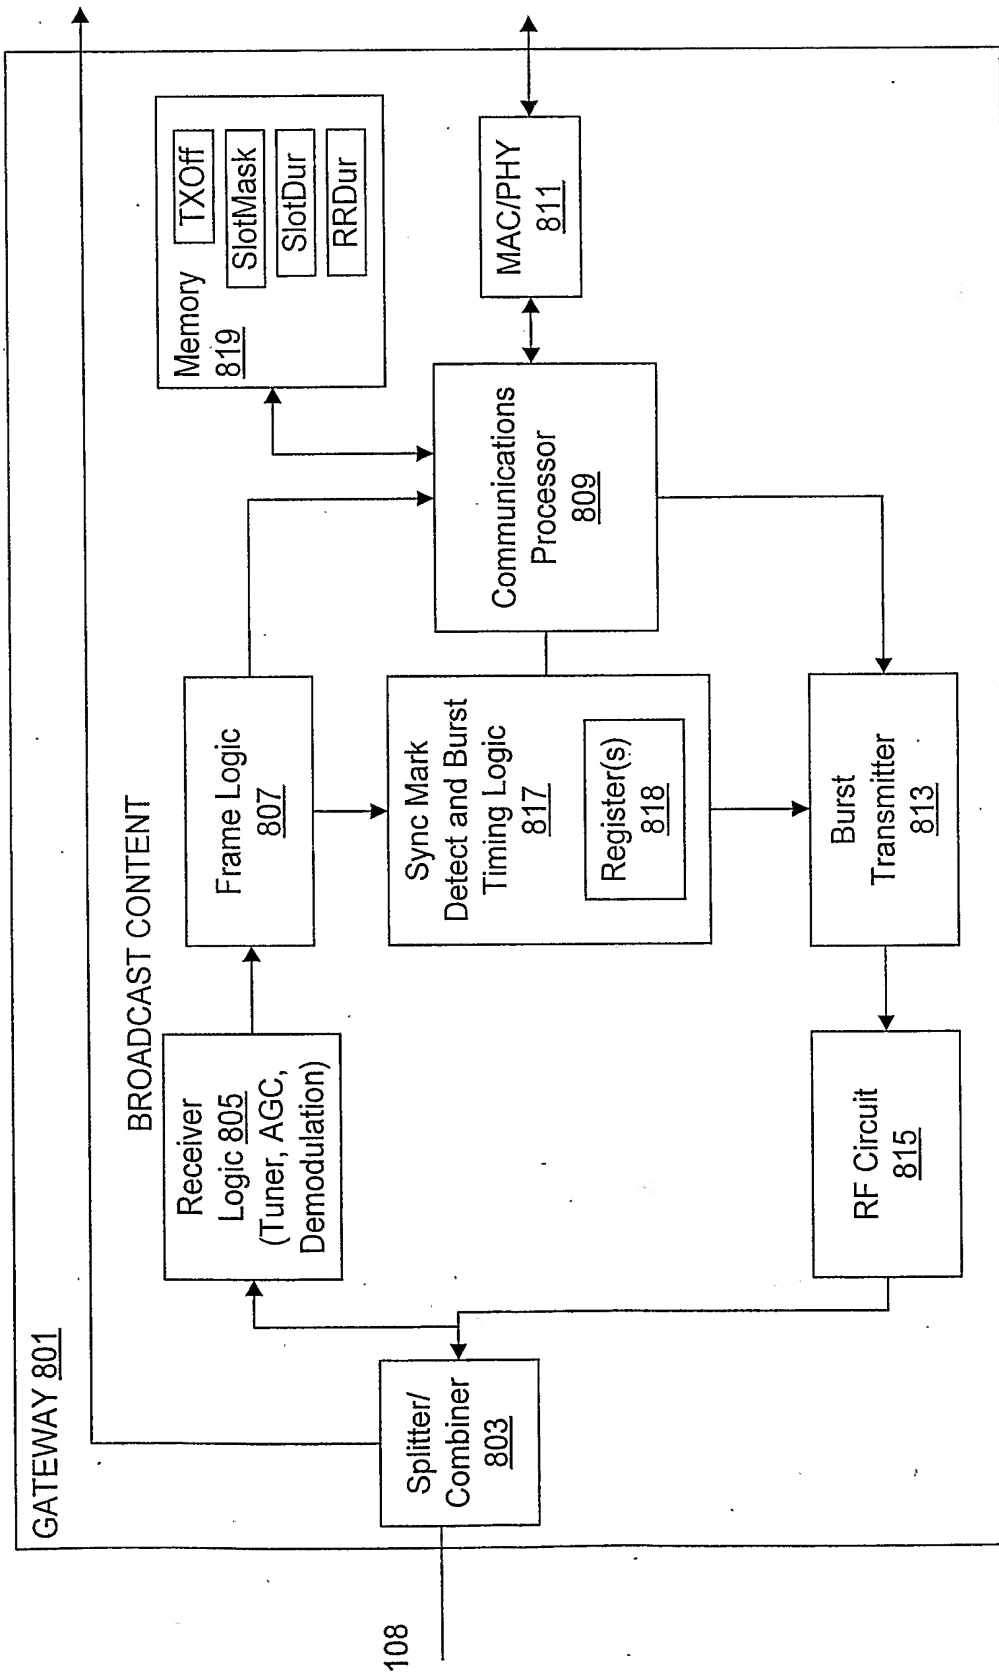 GATEWAY 801
BROADCAST CONTENT
108
Splitter/
Combiner
803
Receiver
Logic 805
(Tuner, AGC,
Demodulation)
Frame Logic
807
Sync Mark
Detect and Burst
Timing Logic
817
Register(s)
818
Memory
819
TXOff
SlotMask
SlotDur
RRDur
Communications
Processor
809
MAC/PHY
811
Burst
Transmitter
813
RF Circuit
815